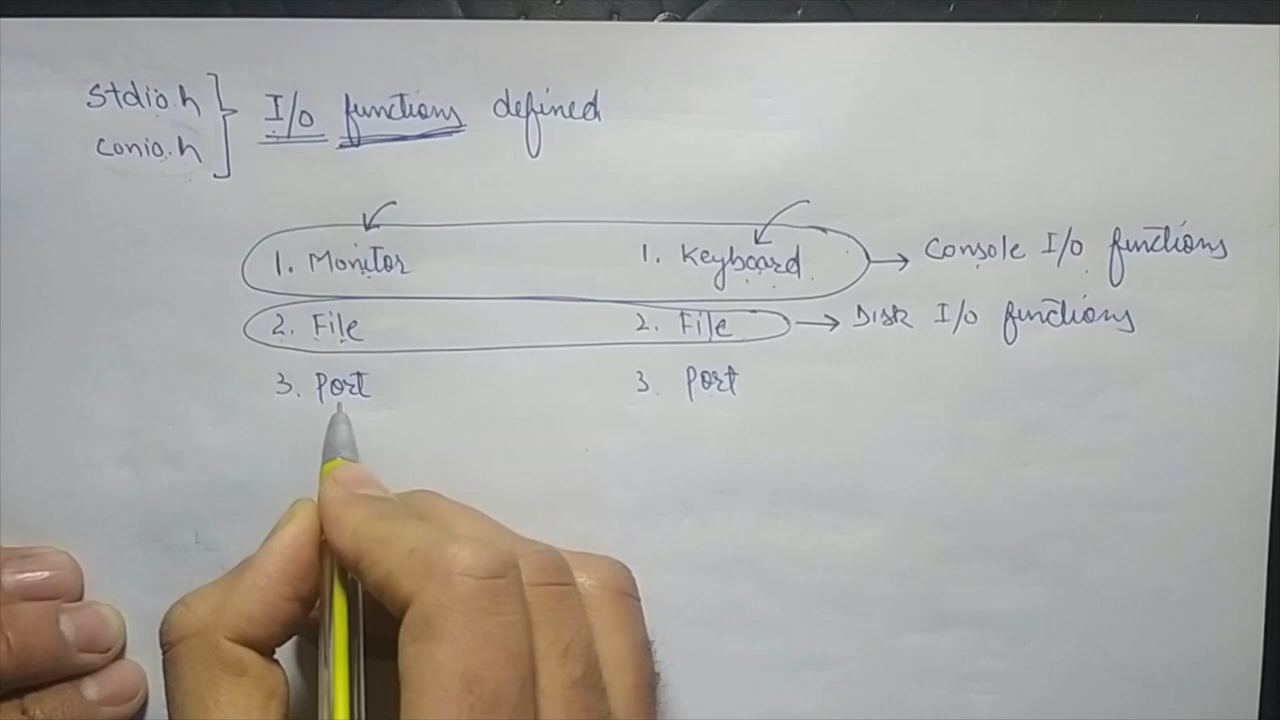 stdio.h
conio.h
I/O functions defined
1. Monitor 1. Keyboard → Console I/O functions
2. File 2. File → Disk I/O functions
3. Port 3. Port